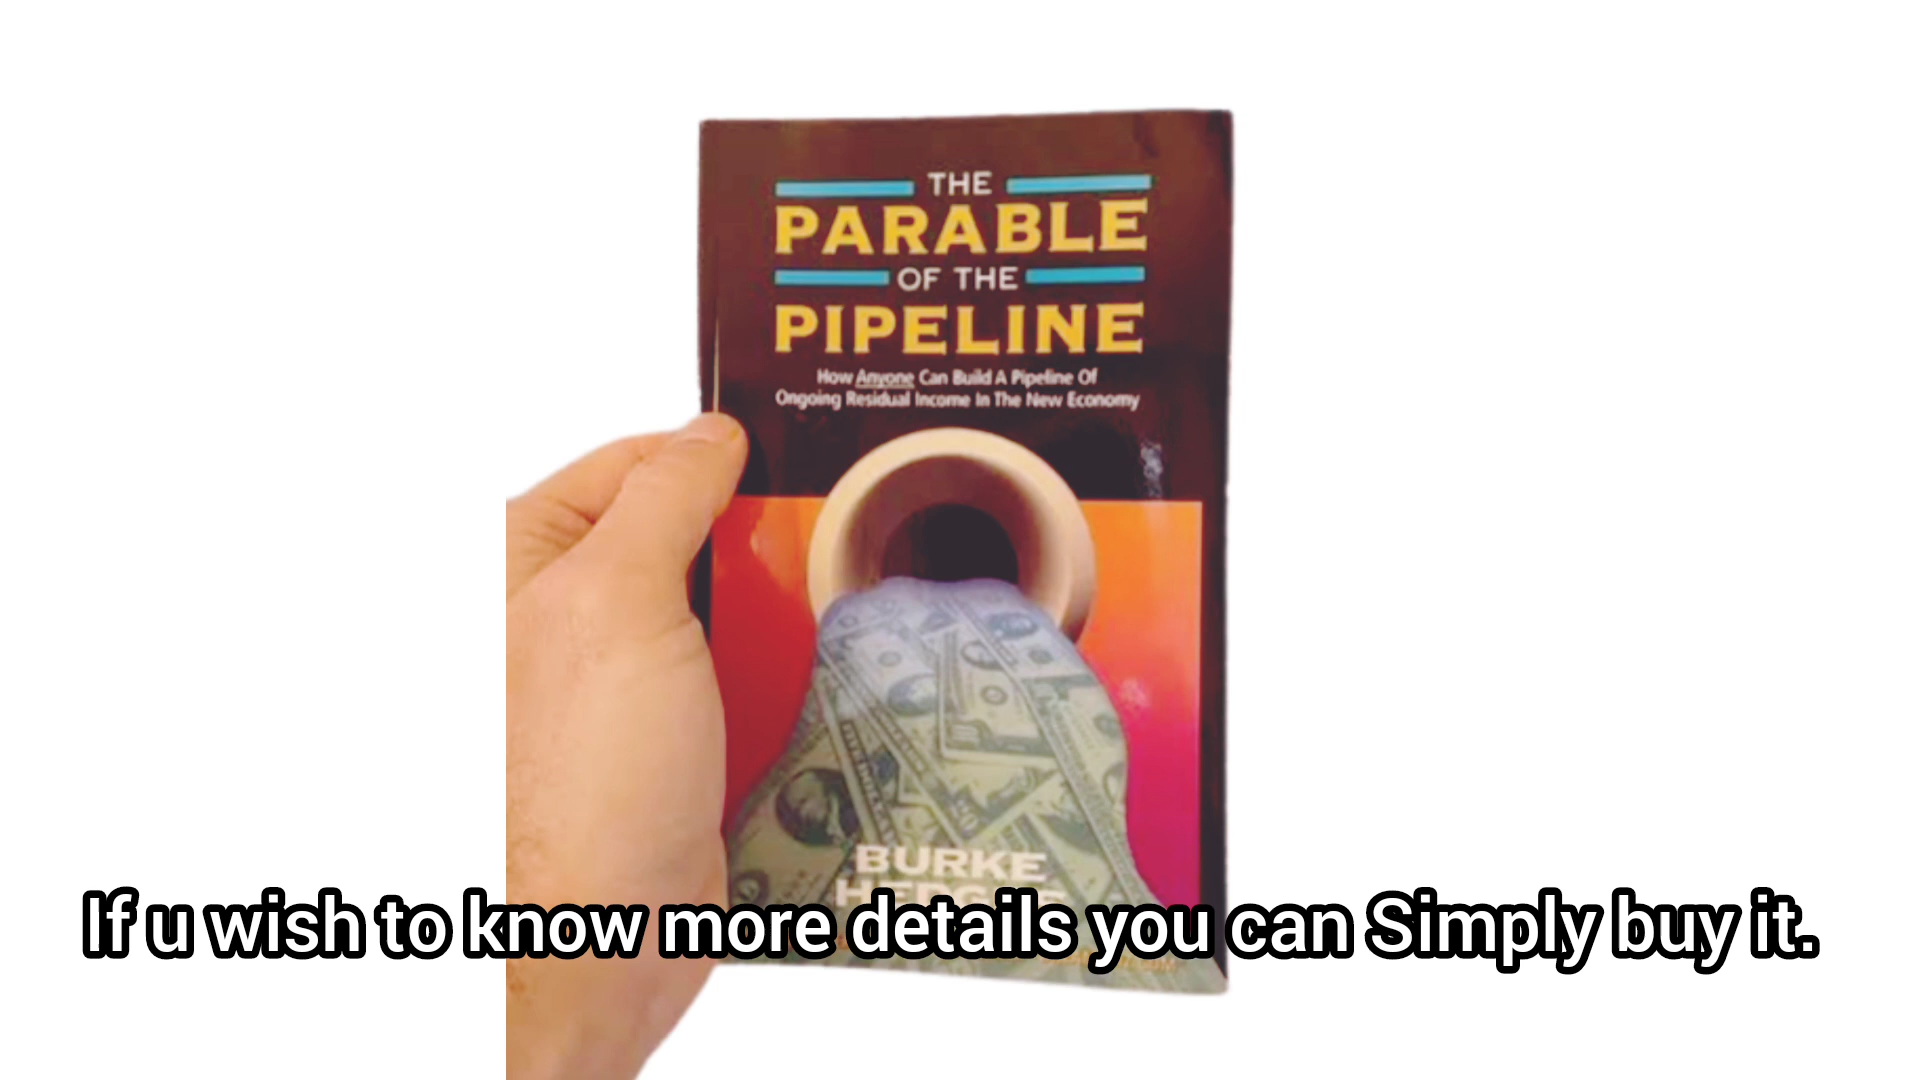 THE
PARABLE
OF THE
PIPELINE
How Anyone Can Build A Pipeline Of
Ongoing Residual Income In The New Economy
BURKE
If u wish to know more details you can Simply buy it.